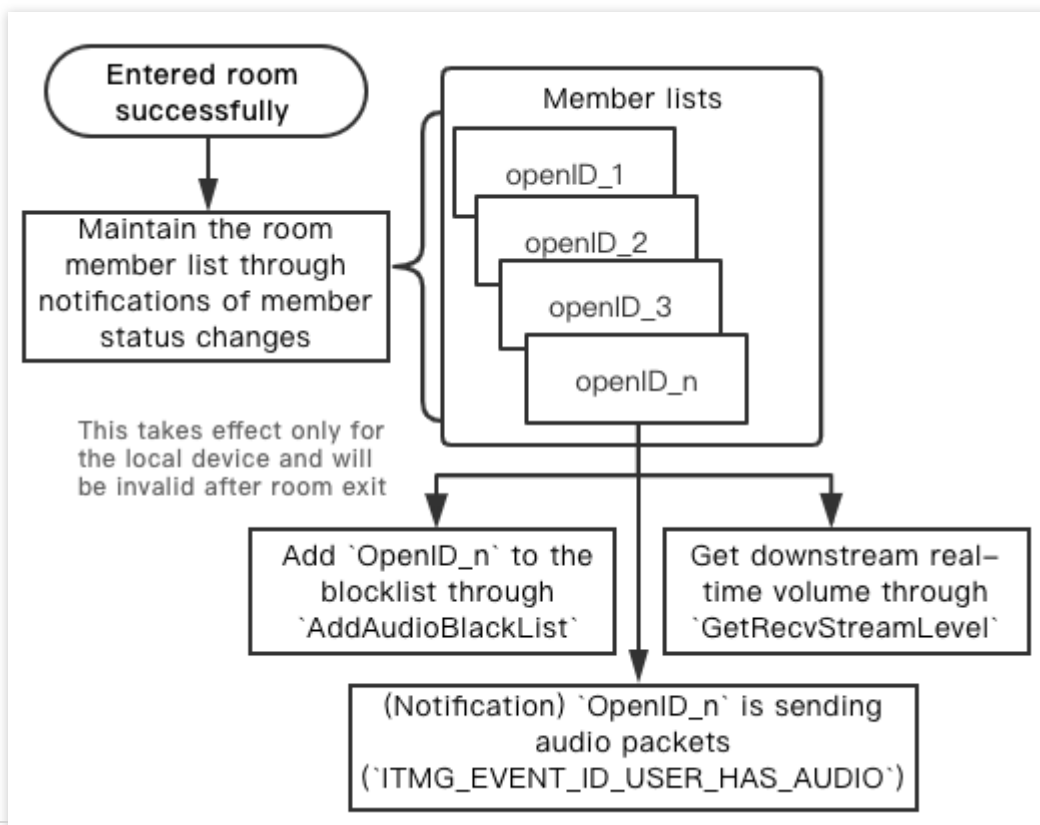 Entered room
successfully
Member lists
openID_1
openID_2
openID_3
openID_n
Maintain the room
member list through
notifications of member
status changes
This takes effect only for
the local device and will
be invalid after room exit
Add `OpenID_n` to the
blocklist through
`AddAudioBlackList`
Get downstream real-
time volume through
`GetRecvStreamLevel`
(Notification) `OpenID_n` is sending
audio packets
(`ITMG_EVENT_ID_USER_HAS_AUDIO`)